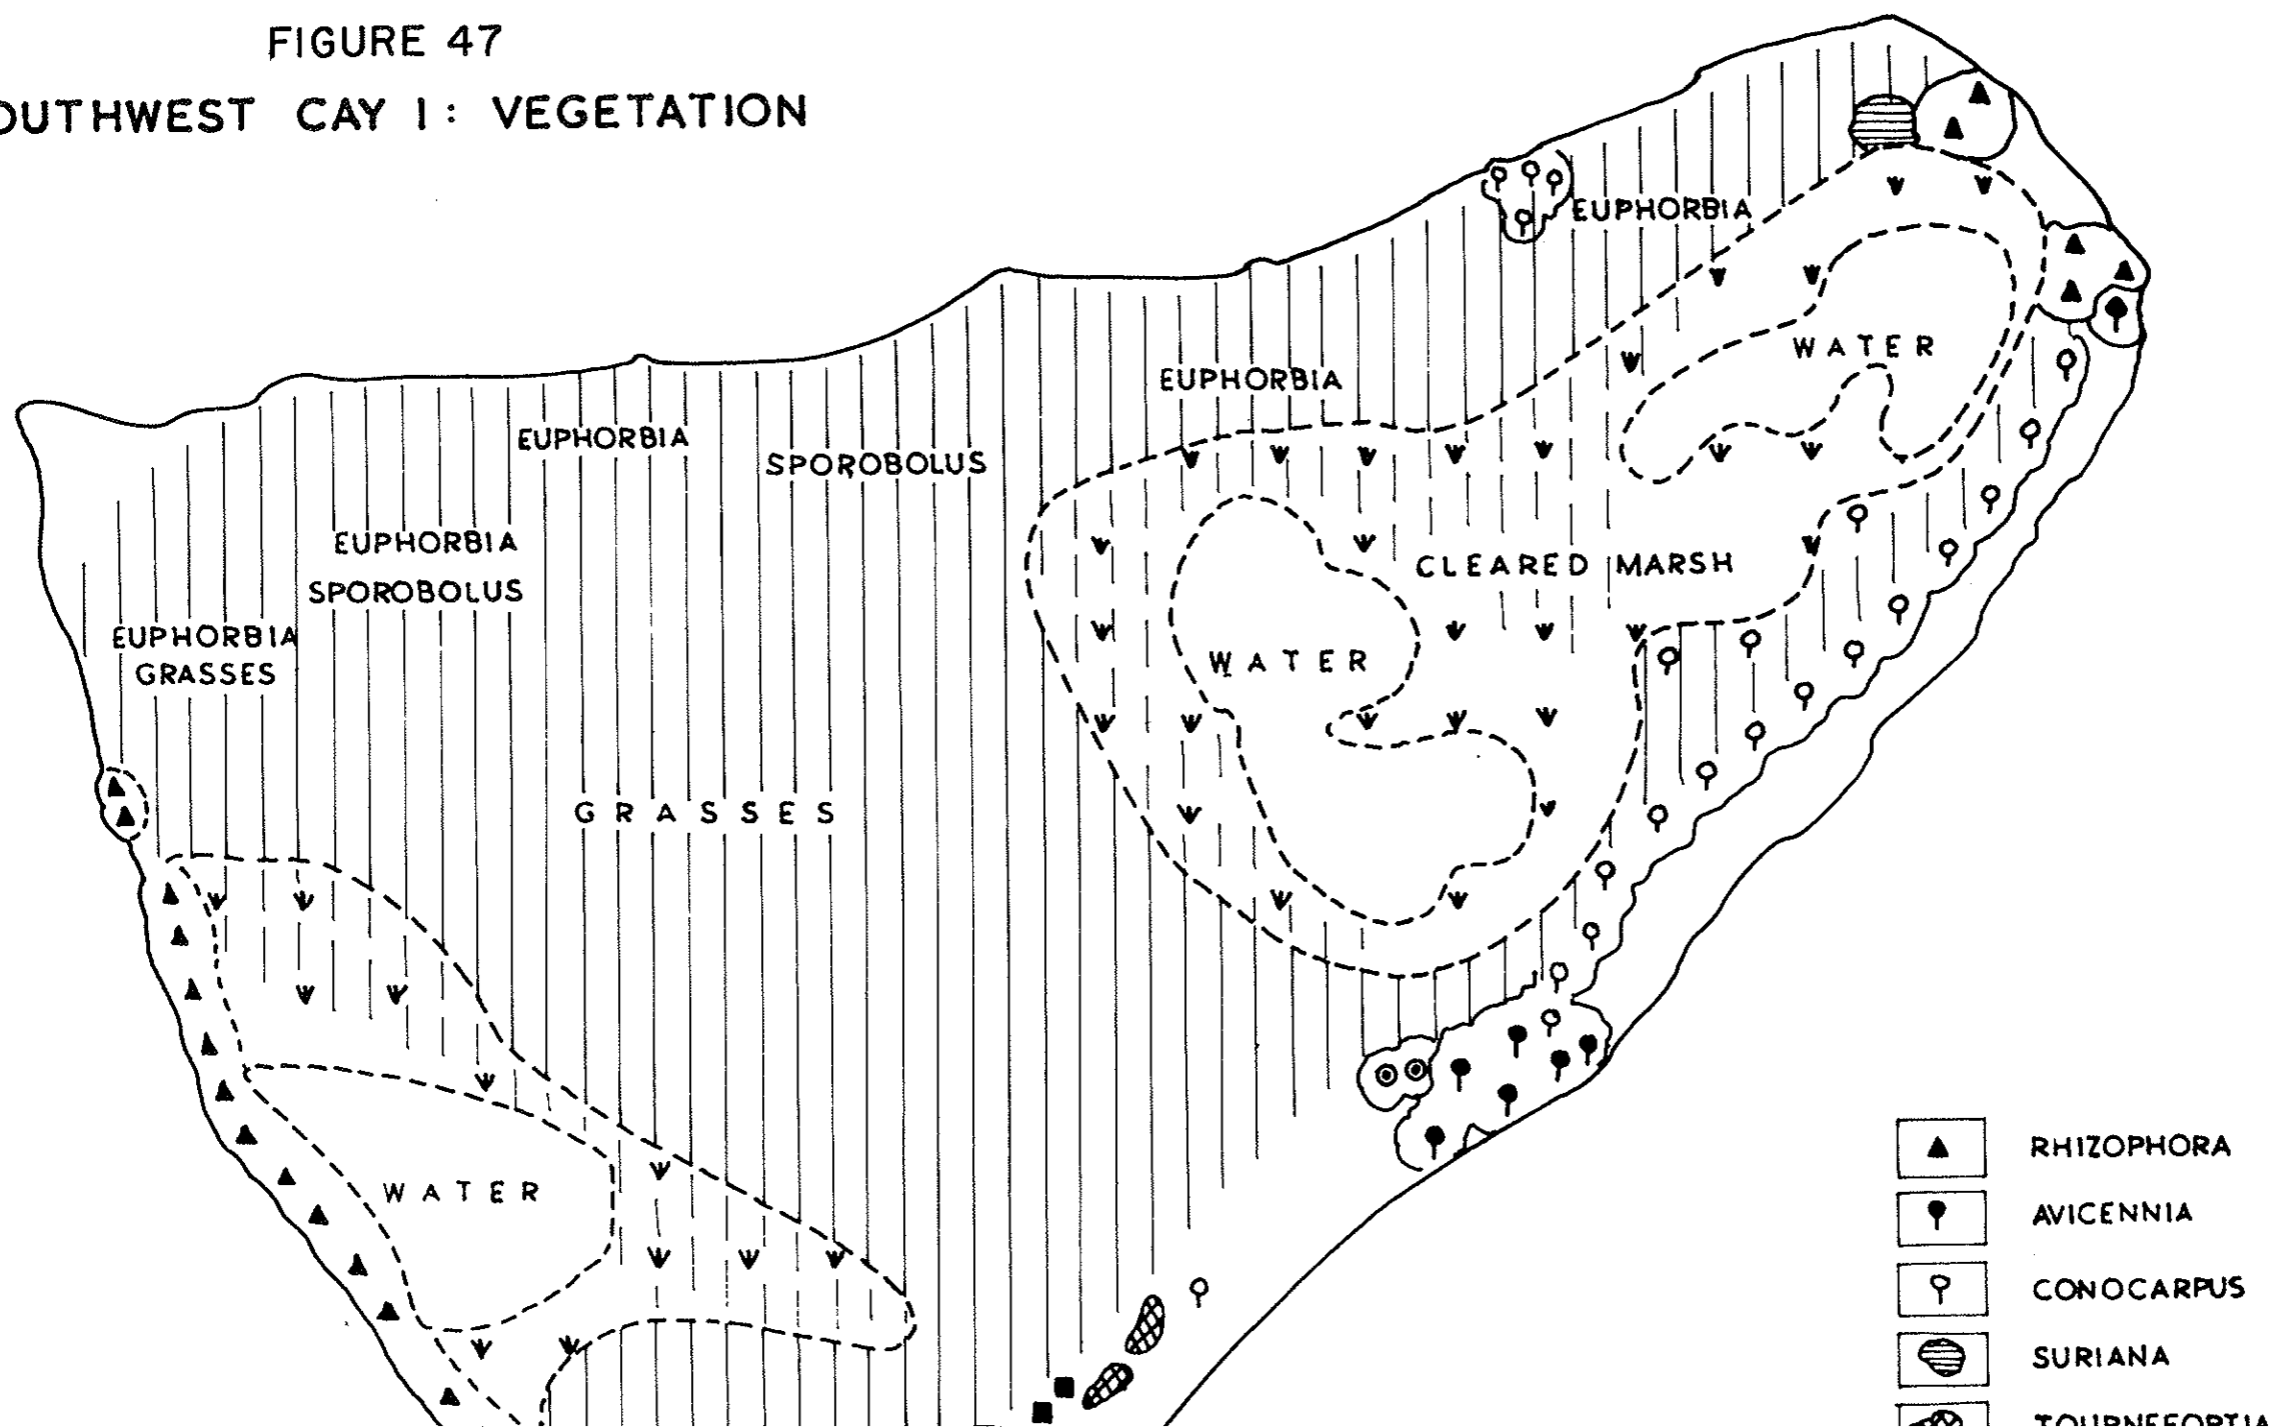 FIGURE 47
OUTHWEST CAY I: VEGETATION
EUPHORBIA
EUPHORBIA
EUPHORBIA
SPOROBOLUS
EUPHORBIA
SPOROBOLUS
EUPHORBIA
GRASSES
GRASSES
WATER
CLEARED MARSH
WATER
WATER
RHIZOPHORA
AVICENNIA
CONOCARPUS
SURIANA
TOURNEFORTIA